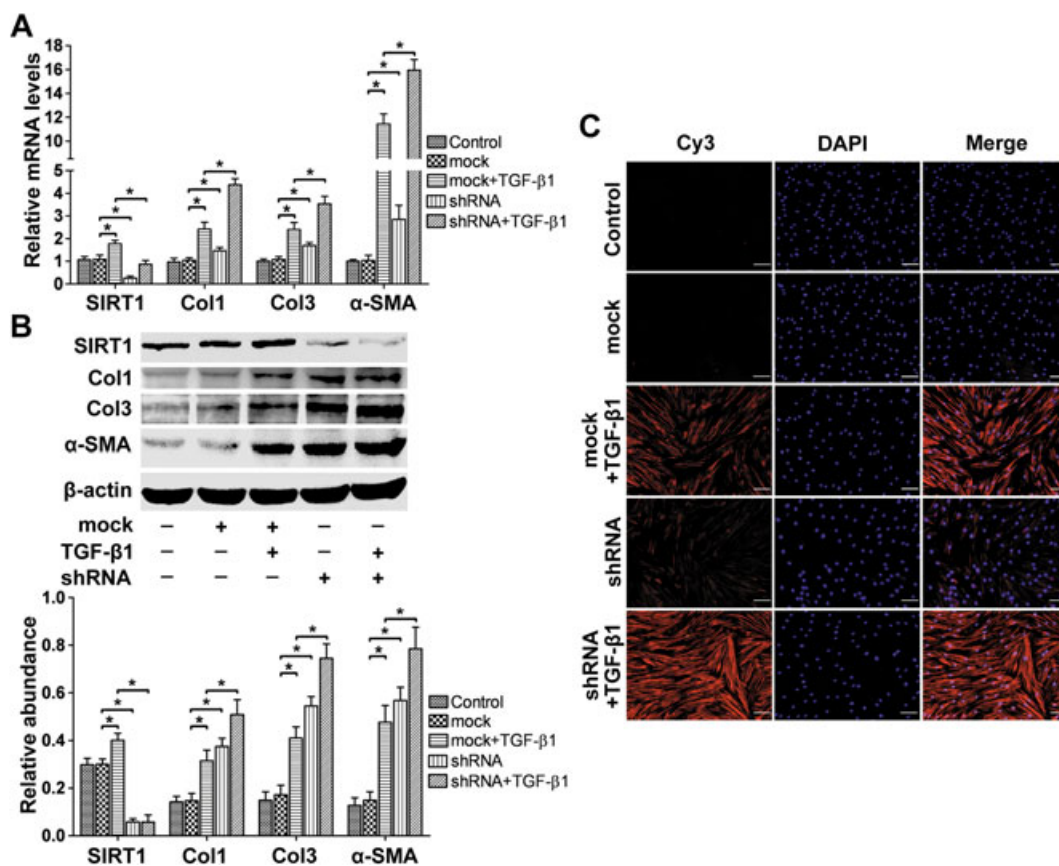 A
Relative mRNA levels
18
16
14
12
10
8
6
5
4
3
2
1
0
* * * * * * * * * * * *
SIRT1 Col1 Col3 α-SMA
Control
mock
mock+TGF-β1
shRNA
shRNA+TGF-β1
B
SIRT1
Col1
Col3
α-SMA
β-actin
mock − + + − −
TGF-β1 − − + − +
shRNA − − − + +
Relative abundance
1.0
0.8
0.6
0.4
0.2
0.0
* * * * * * * * * * * *
SIRT1 Col1 Col3 α-SMA
Control
mock
mock+TGF-β1
shRNA
shRNA+TGF-β1
C
Cy3 DAPI Merge
Control
mock
mock
+TGF-β1
shRNA
shRNA
+TGF-β1